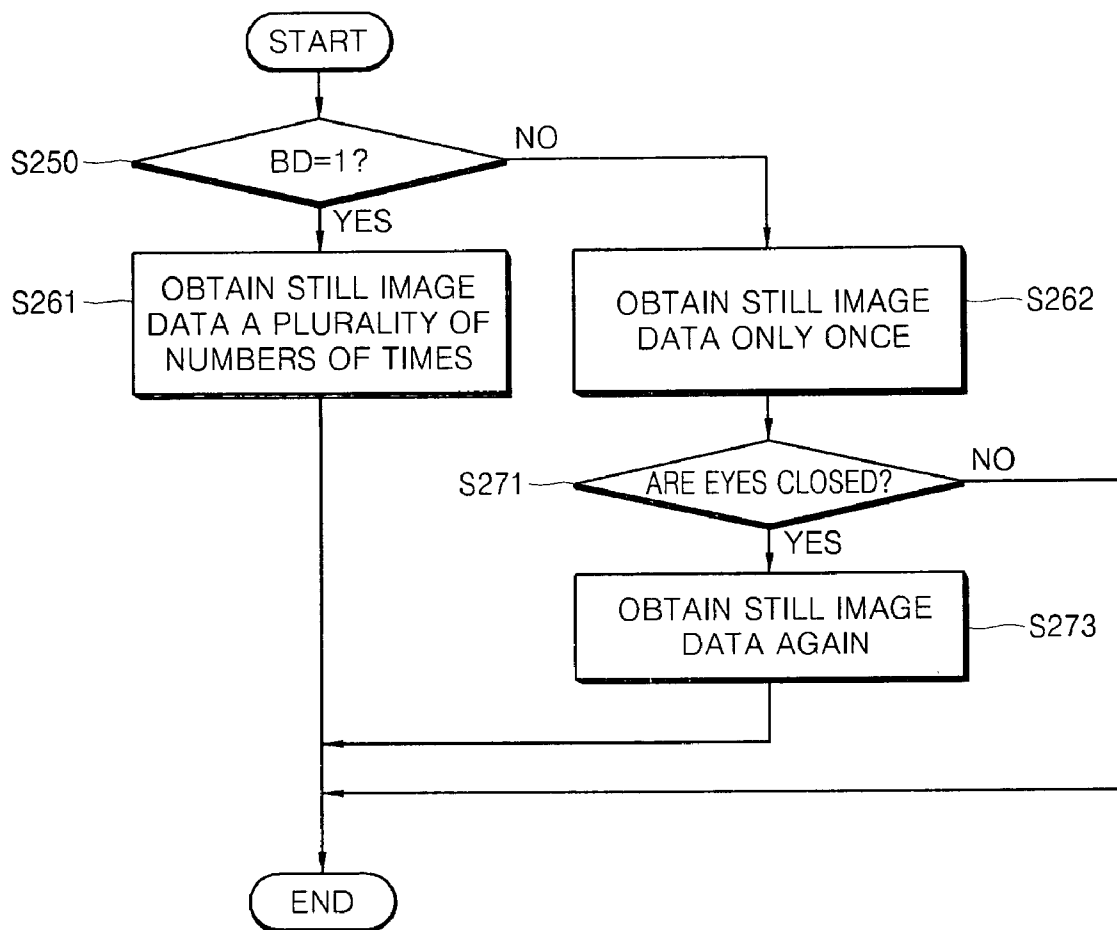 START
S250
BD=1?
NO
YES
S261
OBTAIN STILL IMAGE
DATA A PLURALITY OF
NUMBERS OF TIMES
OBTAIN STILL IMAGE
DATA ONLY ONCE
S262
S271
ARE EYES CLOSED?
NO
YES
OBTAIN STILL IMAGE
DATA AGAIN
S273
END